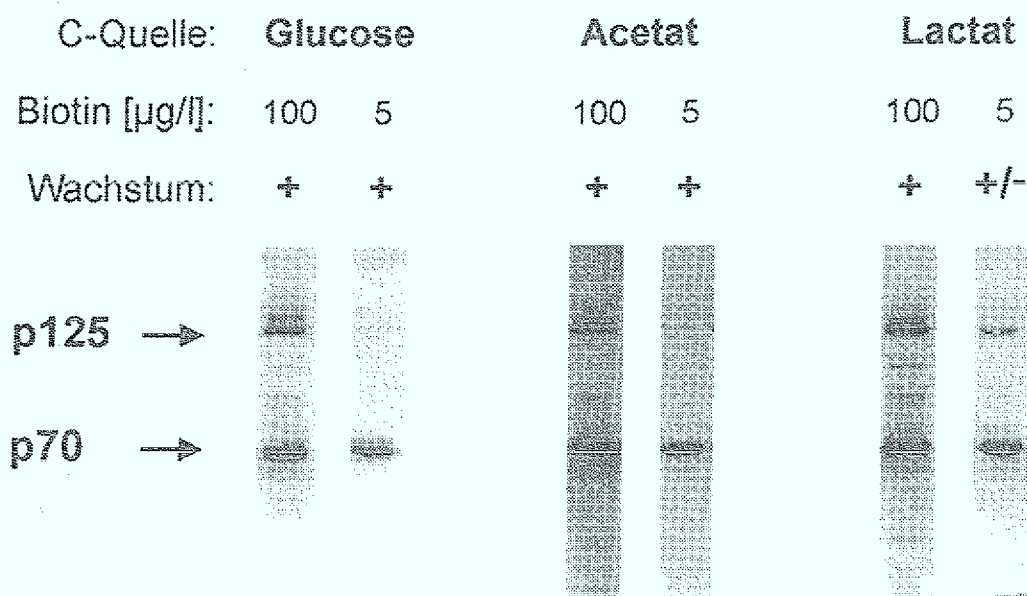 C-Quelle: Glucose Acetat Lactat
Biotin [µg/l]: 100 5 100 5 100 5
Wachstum: + + + + + +/-
p125
p70